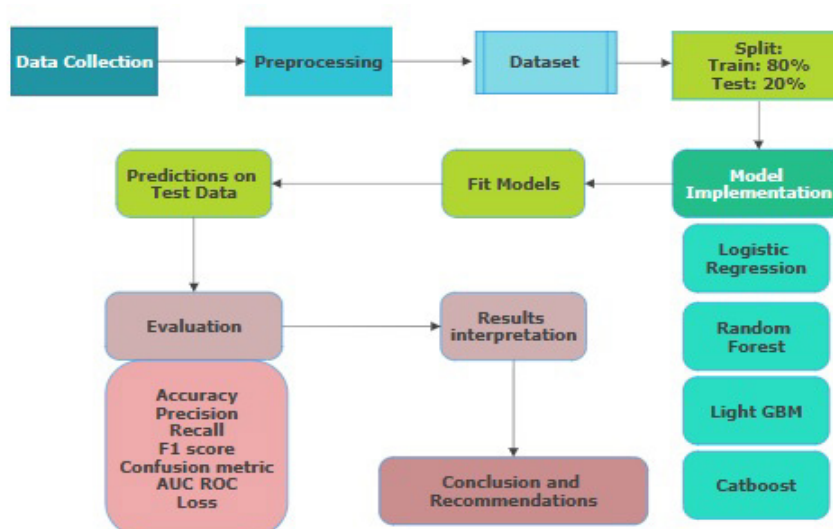 Data Collection
Preprocessing
Dataset
Split:
Train: 80%
Test: 20%
Predictions on
Test Data
Fit Models
Model
Implementation
Logistic
Regression
Random
Forest
Light GBM
Catboost
Evaluation
Results
interpretation
Accuracy
Precision
Recall
F1 score
Confusion metric
AUC ROC
Loss
Conclusion and
Recommendations